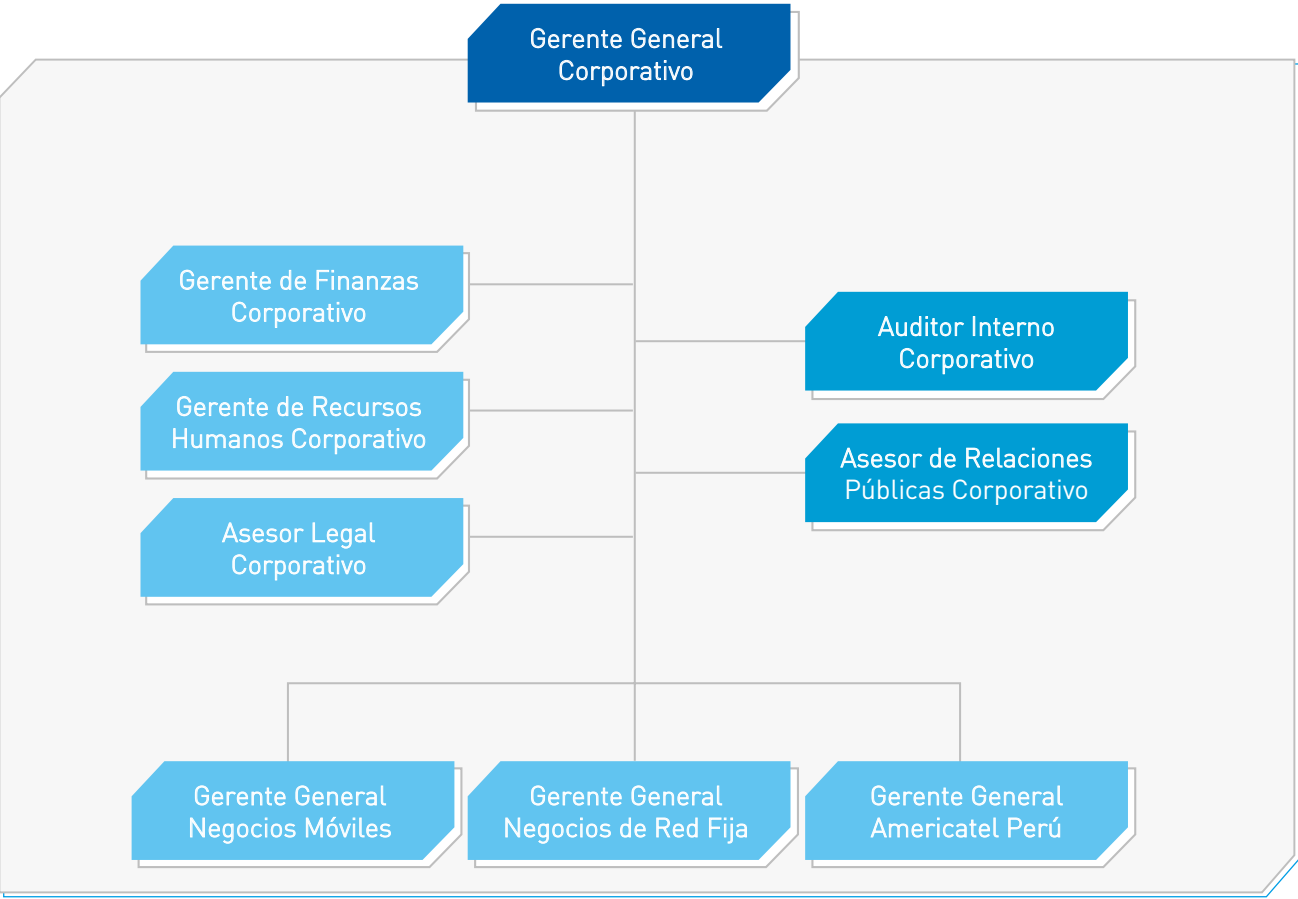 Gerente General
Corporativo
Gerente de Finanzas
Corporativo
Auditor Interno
Corporativo
Gerente de Recursos
Humanos Corporativo
Asesor de Relaciones
Públicas Corporativo
Asesor Legal
Corporativo
Gerente General
Negocios Móviles
Gerente General
Negocios de Red Fija
Gerente General
Americatel Perú